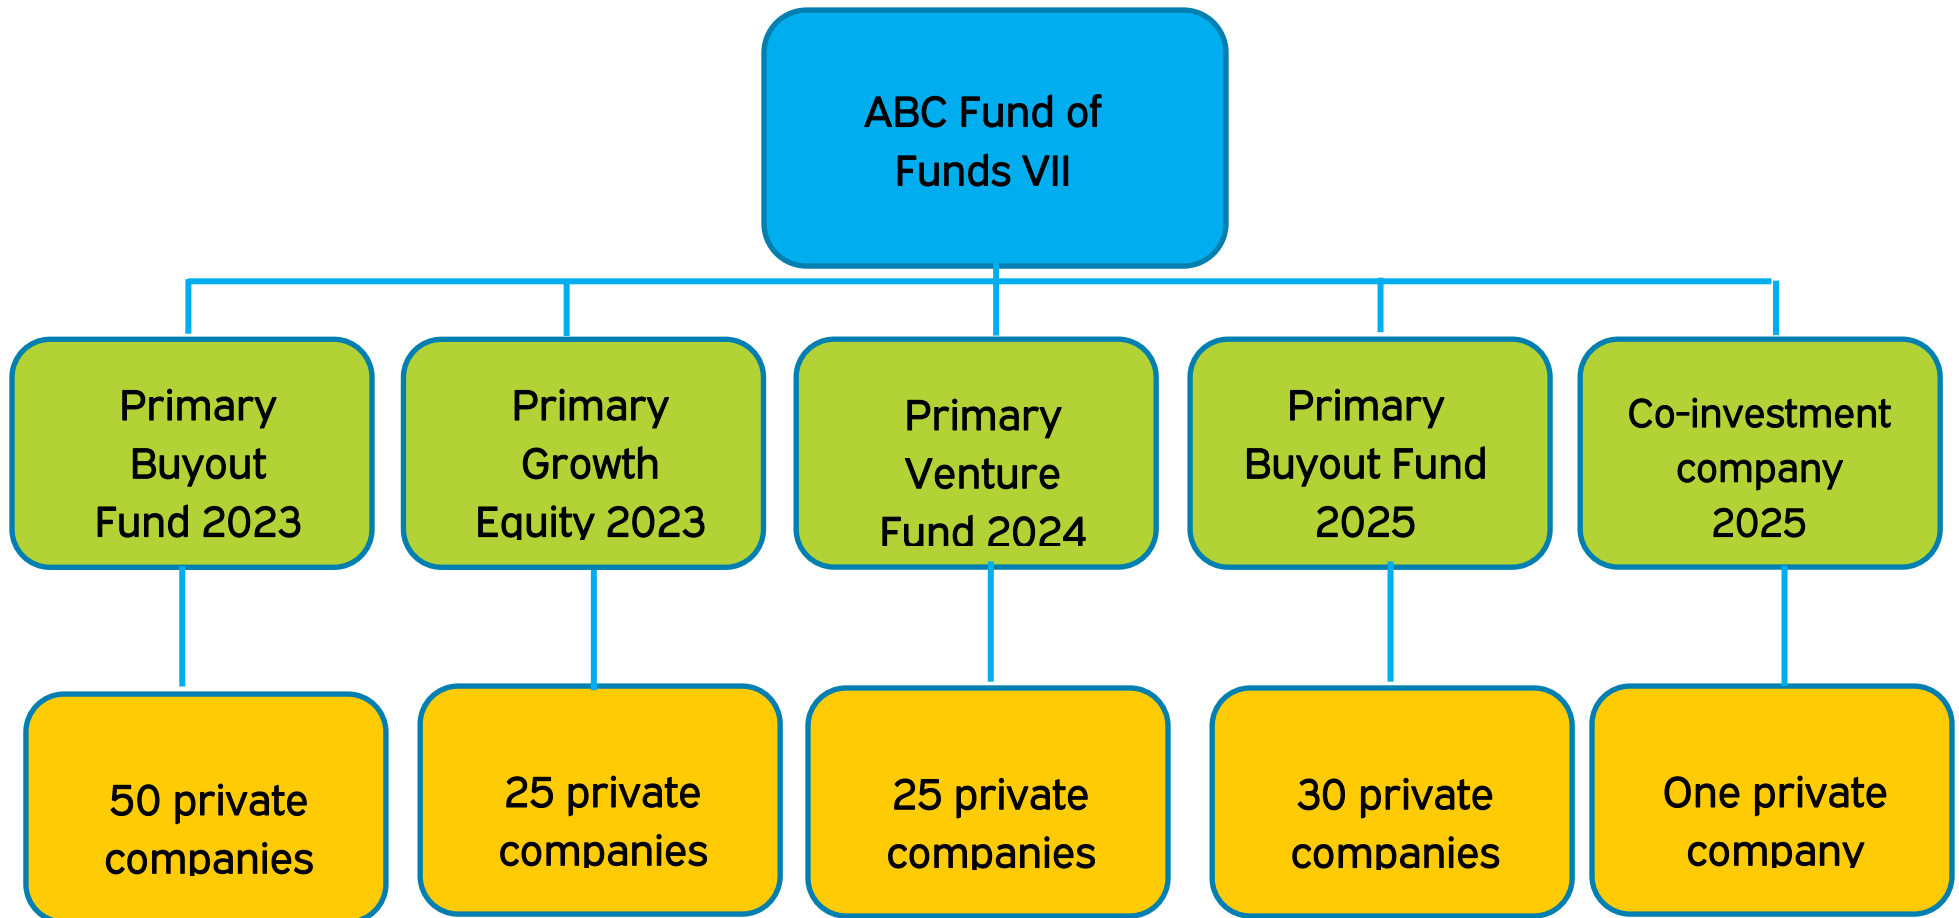 ABC Fund of
Funds VII
Primary
Buyout
Fund 2023
Primary
Growth
Equity 2023
Primary
Venture
Fund 2024
Primary
Buyout Fund
2025
Co-investment
company
2025
50 private
companies
25 private
companies
25 private
companies
30 private
companies
One private
company